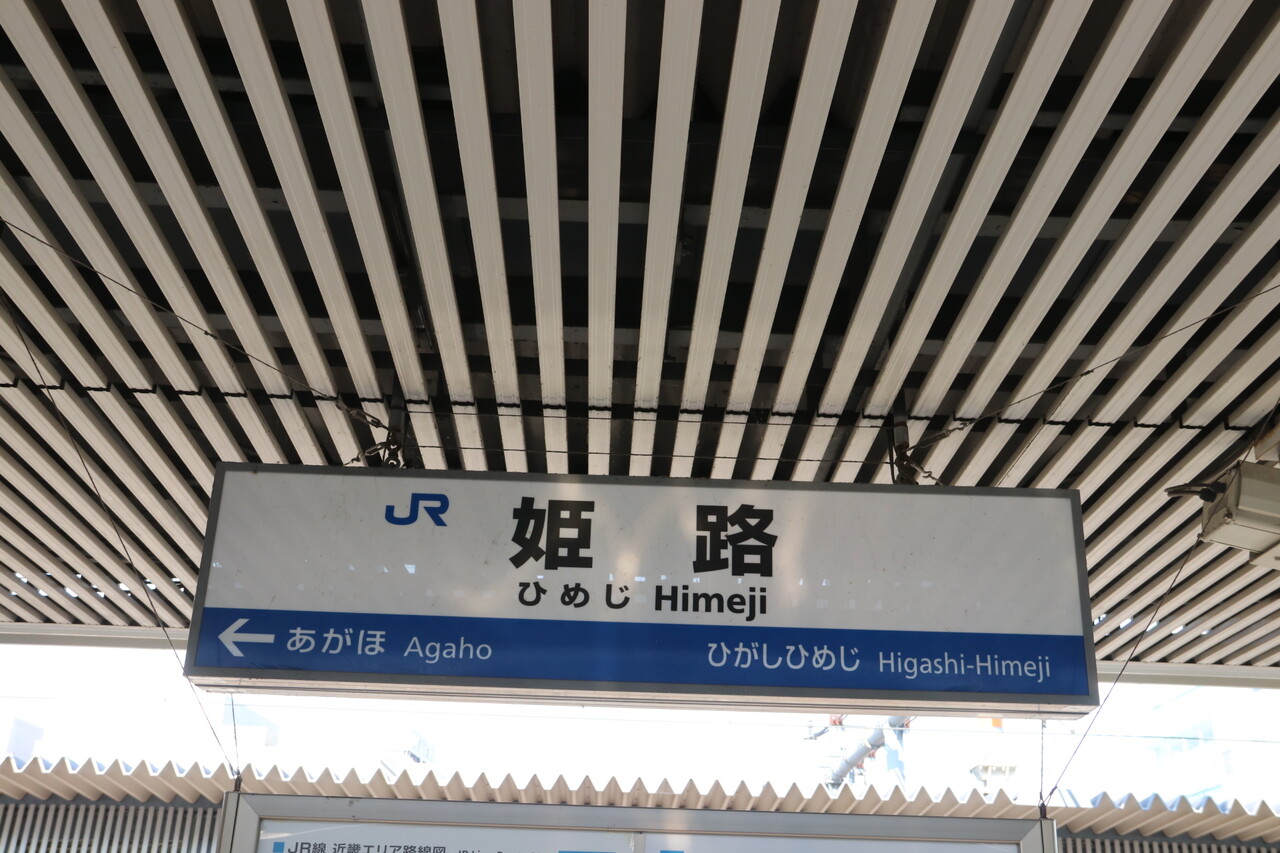 JR 姫路
ひめじ Himeji
← あがほ Agaho ひがしひめじ Higashi-Himeji
JR線 近畿エリア路線図